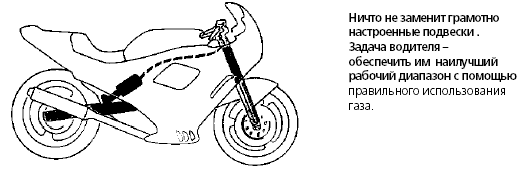 Ничто не заменит грамотно
настроенные подвески .
Задача водителя –
обеспечить им наилучший
рабочий диапазон с помощью
правильного использования
газа.